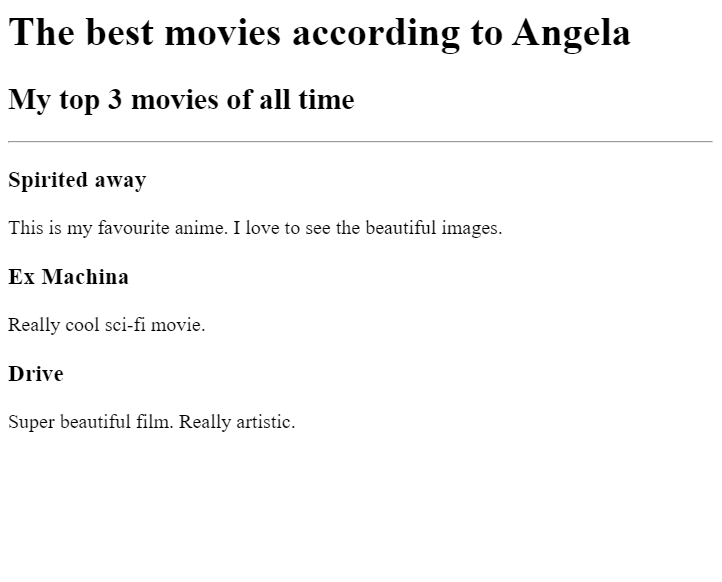 The best movies according to Angela
My top 3 movies of all time
Spirited away
This is my favourite anime. I love to see the beautiful images.
Ex Machina
Really cool sci-fi movie.
Drive
Super beautiful film. Really artistic.